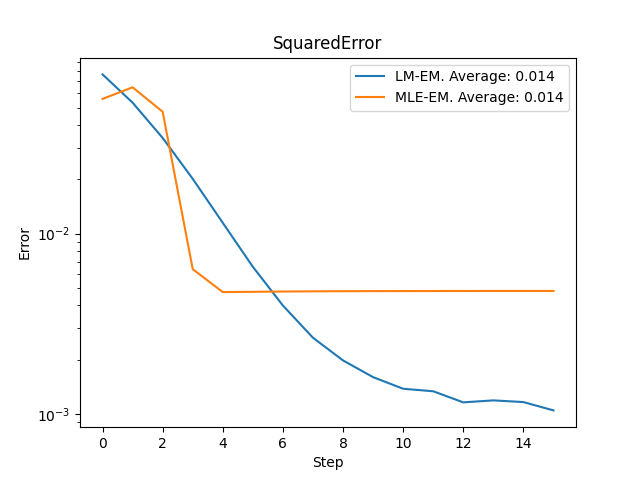 SquaredError
LM-EM. Average: 0.014
MLE-EM. Average: 0.014
Error
10⁻²
10⁻³
0 2 4 6 8 10 12 14
Step